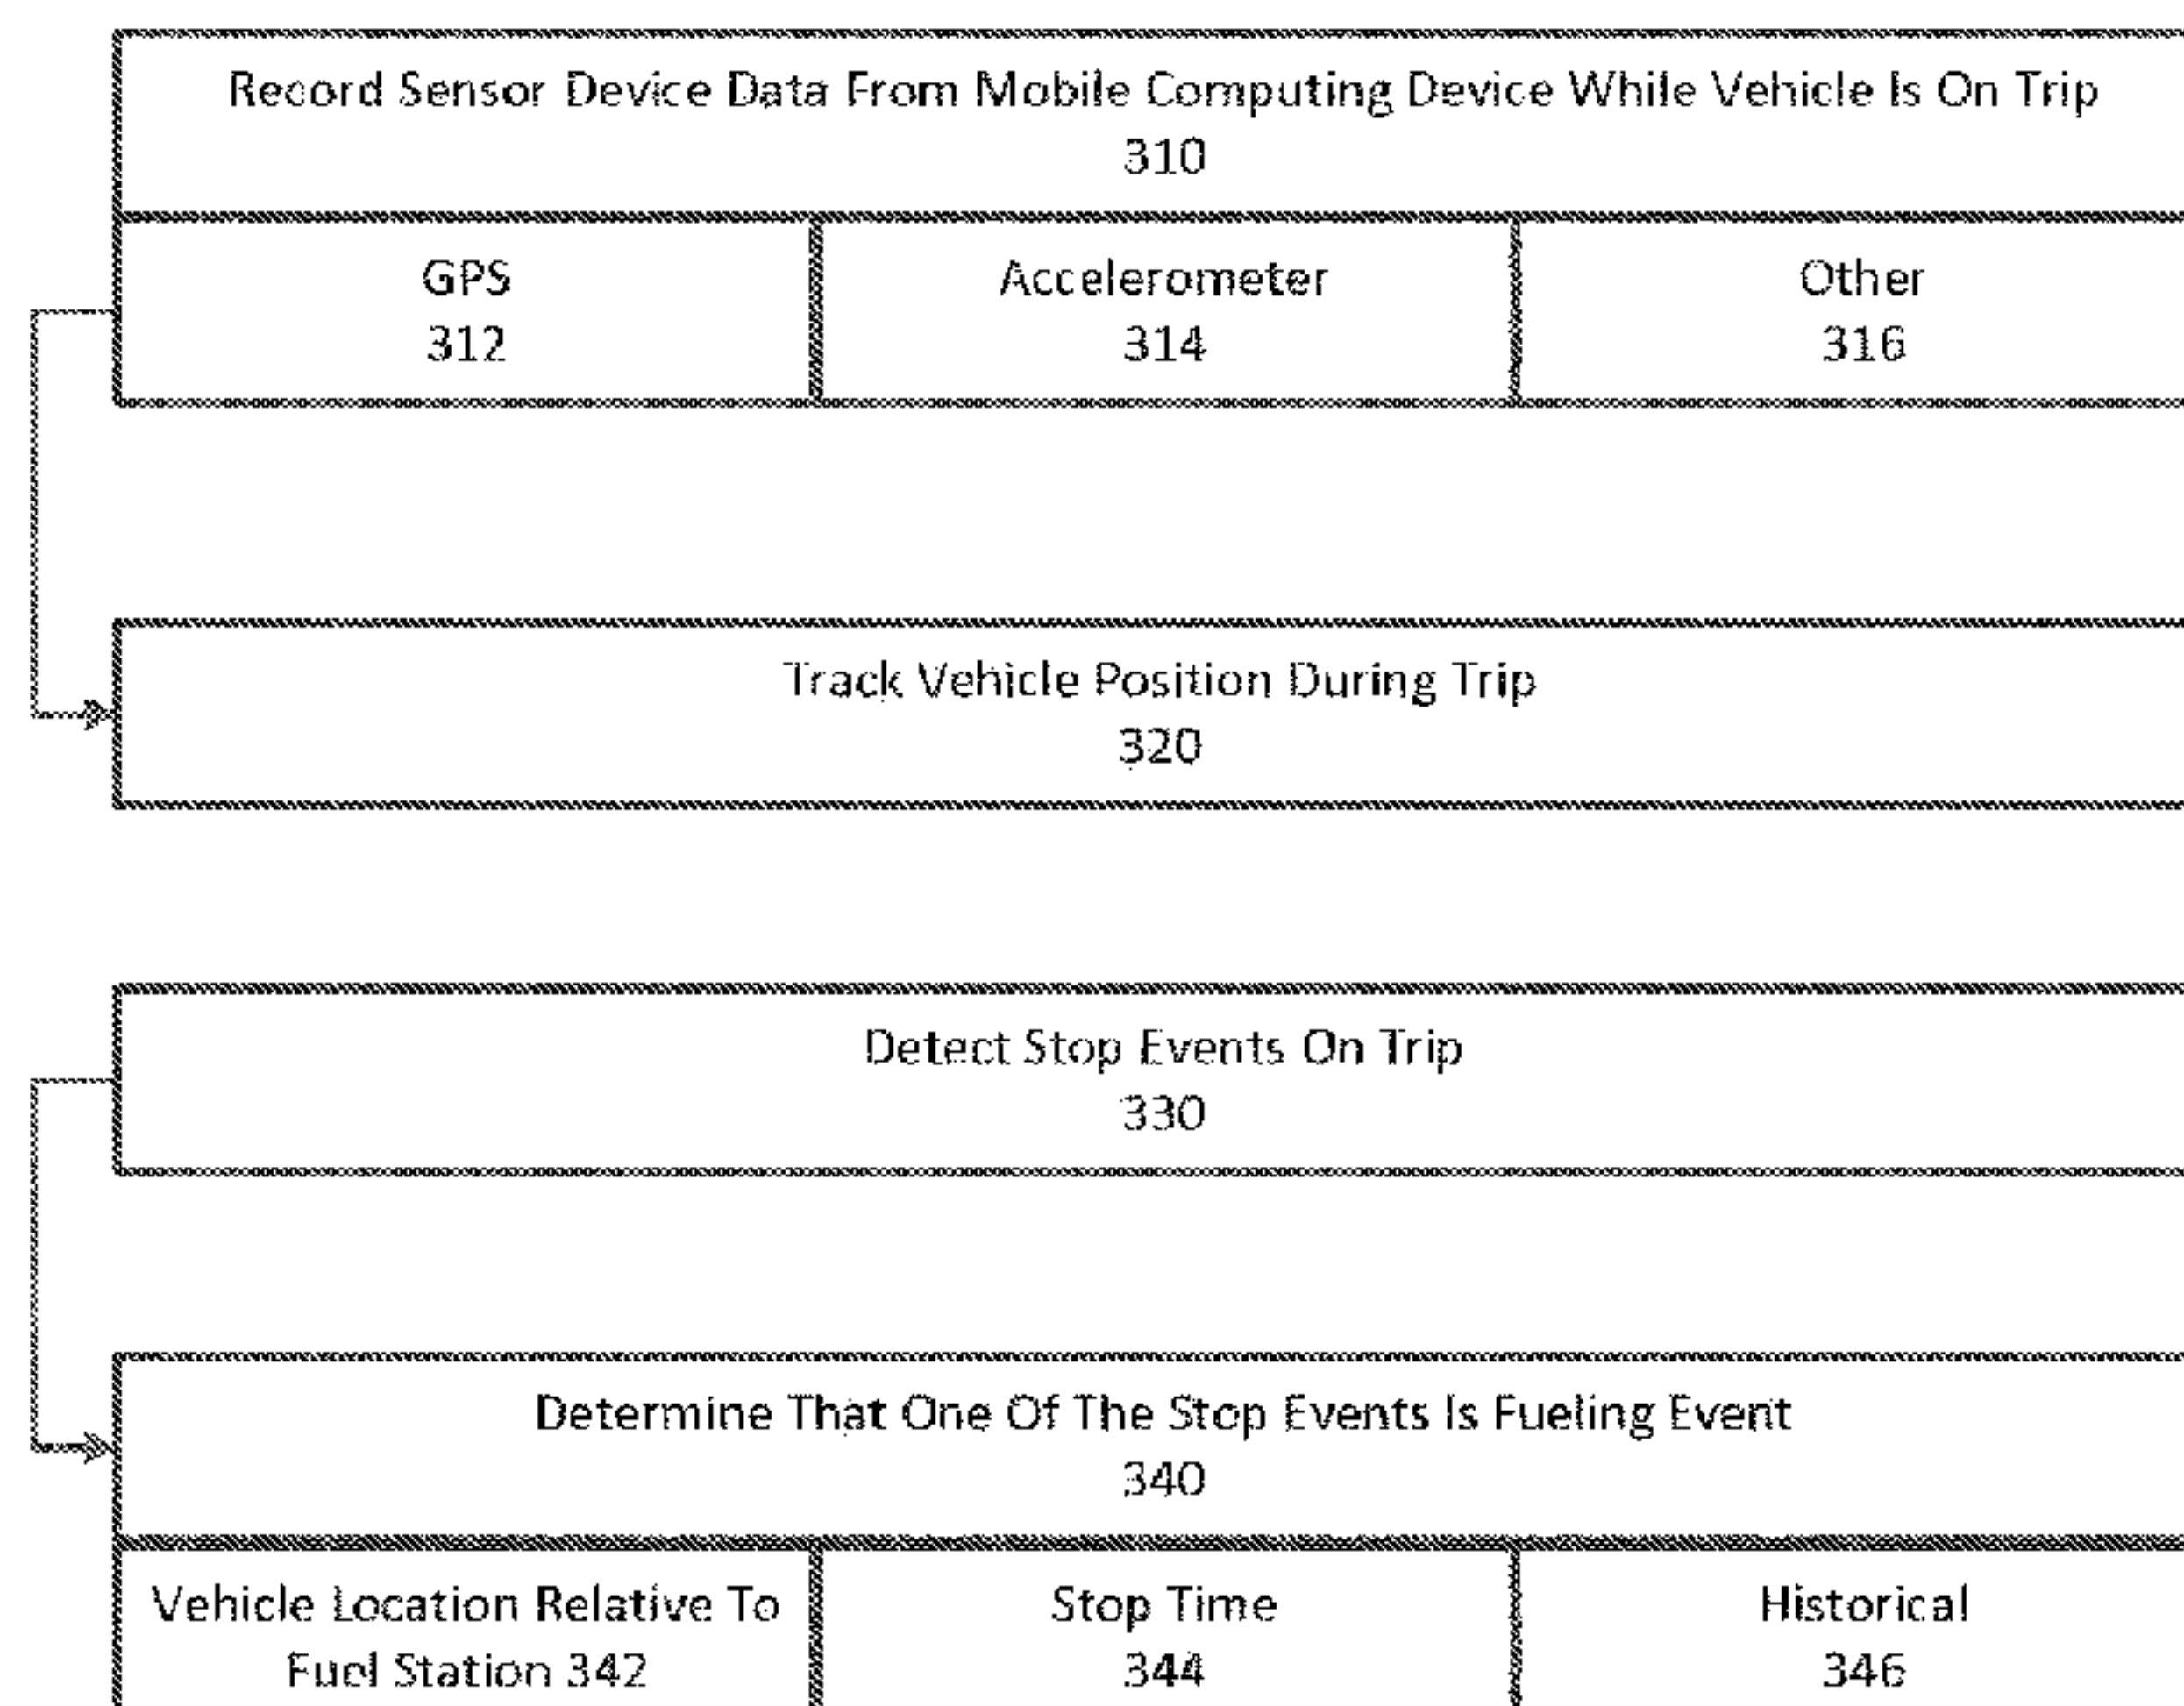 Record Sensor Device Data From Mobile Computing Device While Vehicle Is On Trip
310
GPS
312
Accelerometer
314
Other
316
Track Vehicle Position During Trip
320
Detect Stop Events On Trip
330
Determine That One Of The Stop Events Is Fueling Event
340
Vehicle Location Relative To
Fuel Station 342
Stop Time
344
Historical
346